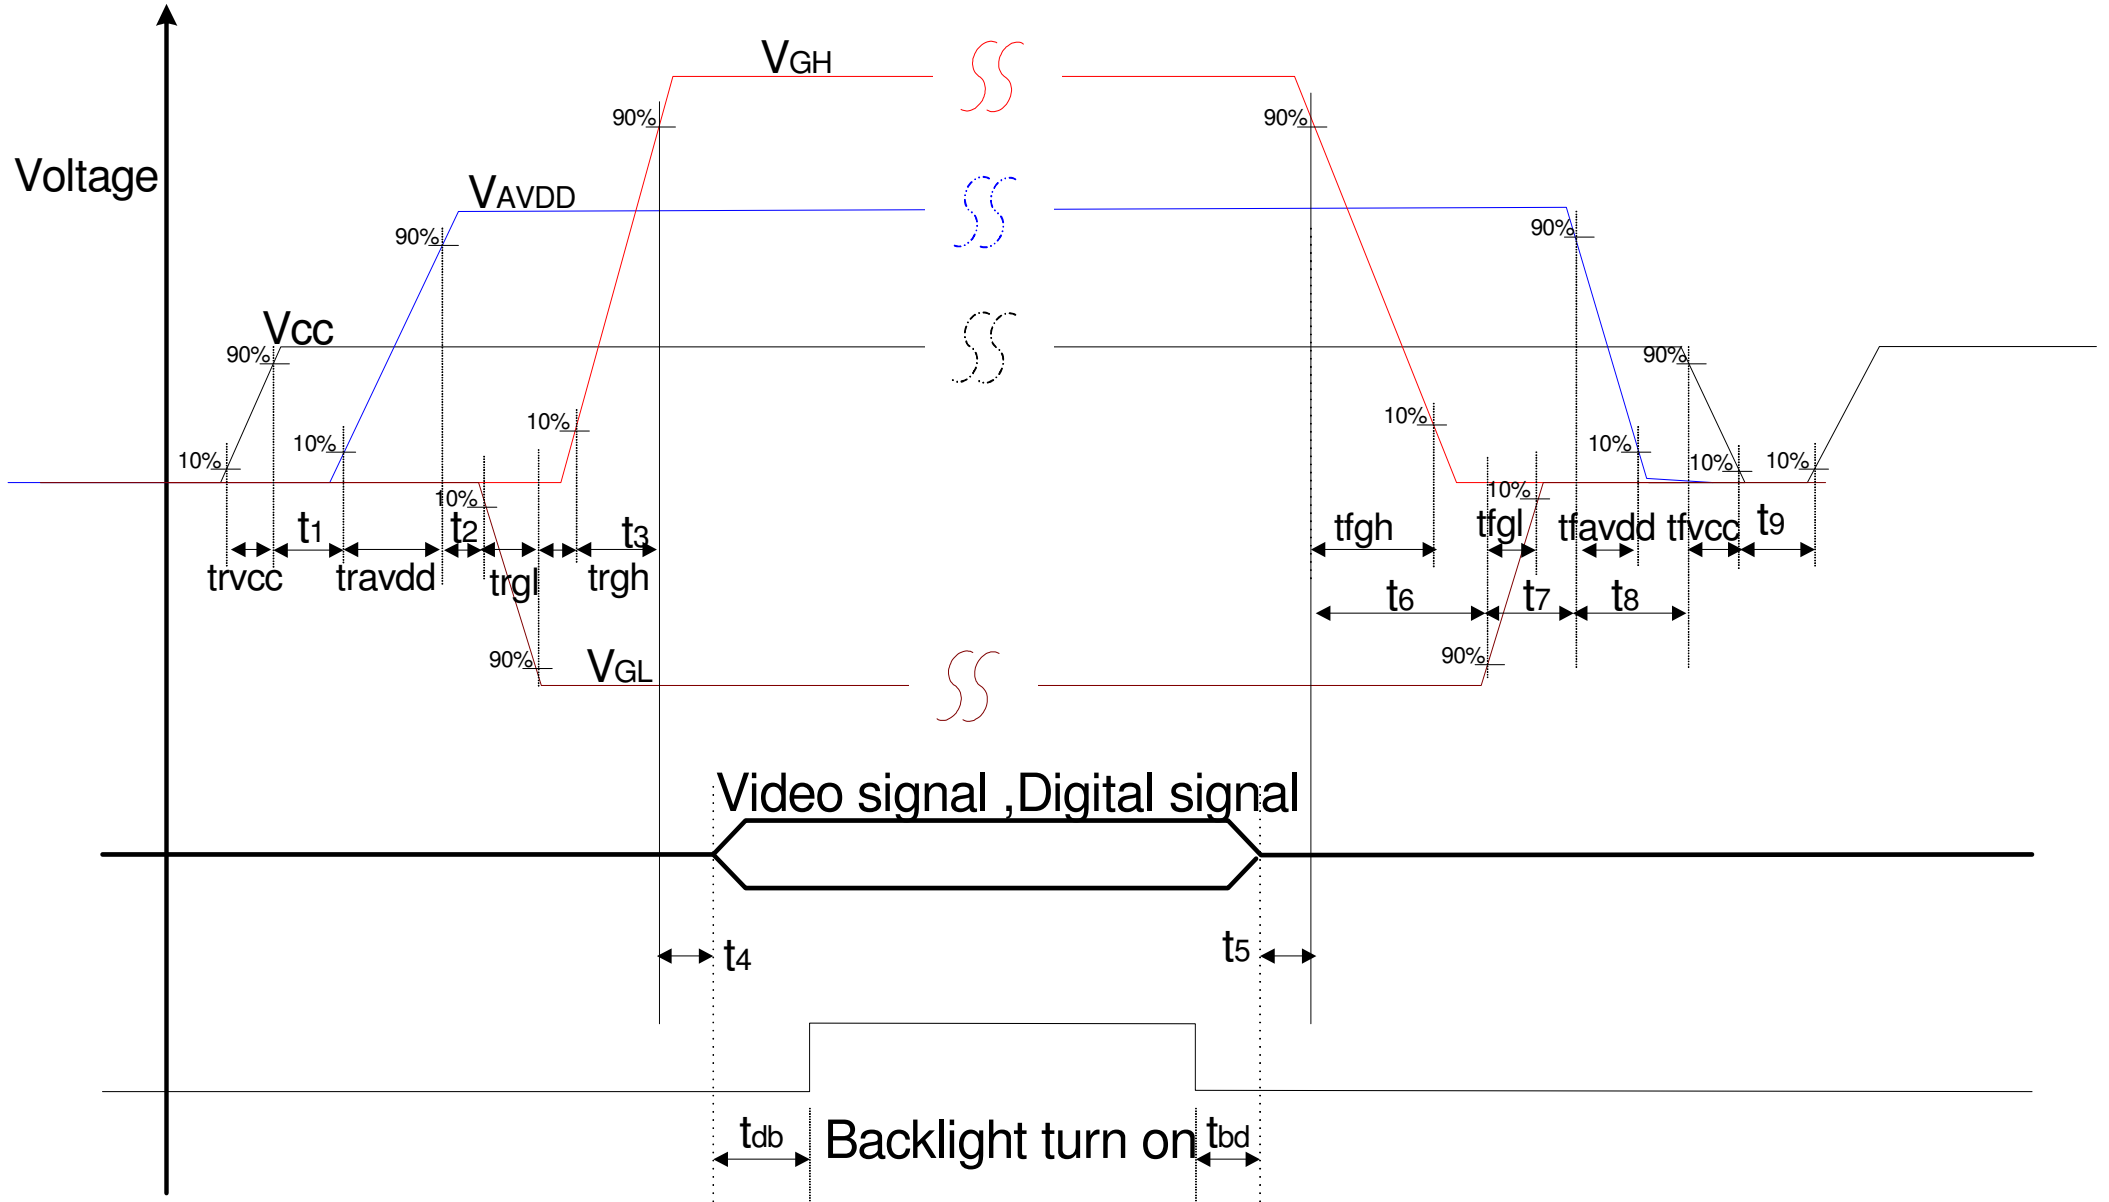 VGH
90%
90%
Voltage
VAVDD
90%
90%
Vcc
90%
90%
10%
10%
10%
10%
10%
10%
10%
10%
10%
10%
t1
t2
t3
tfgh
tfgl
tfavdd
tfvcc
t9
trvcc
travdd
trgl
trgh
t6
t7
t8
90%
VGL
90%
Video signal ,Digital signal
t4
t5
tdb
Backlight turn on
tbd